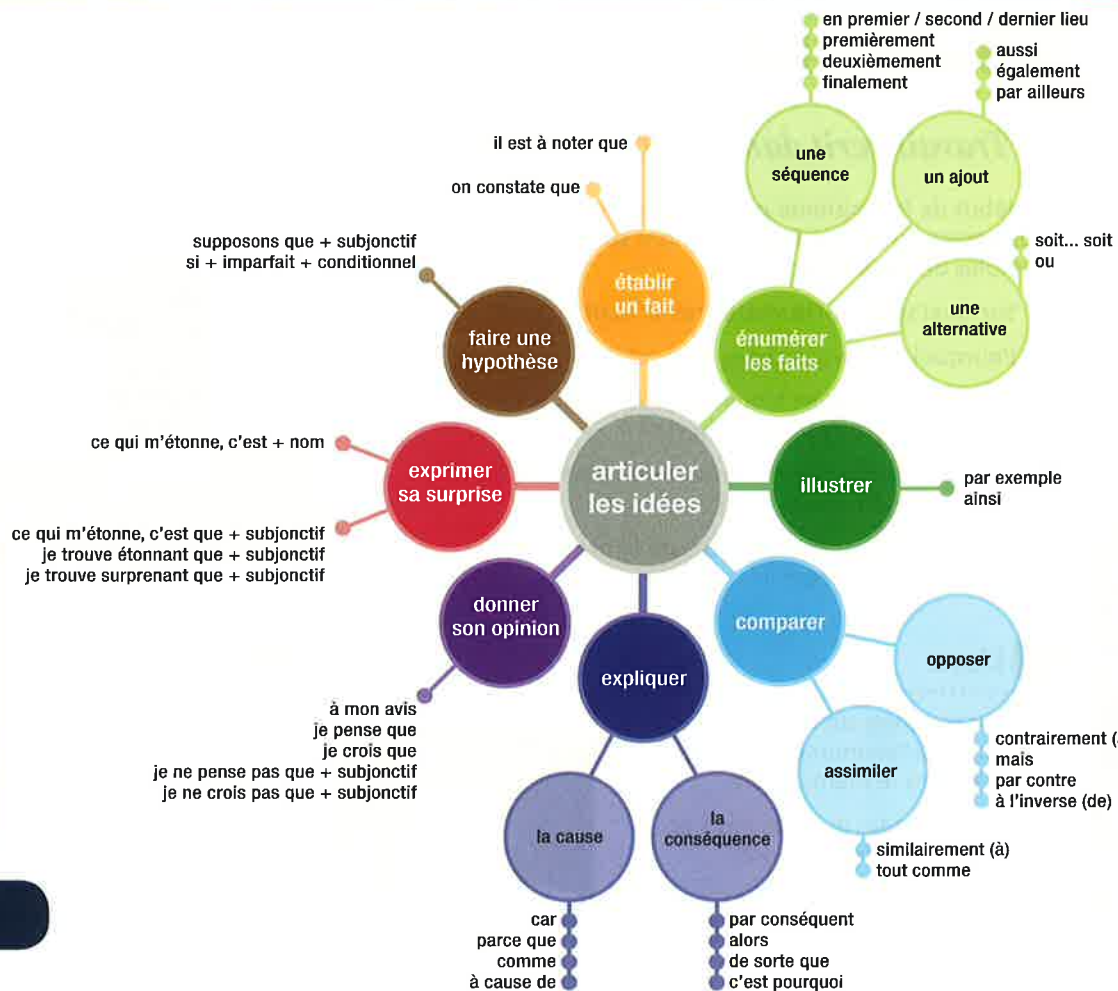 en premier / second / dernier lieu
premièrement
deuxièmement
finalement
aussi
également
par ailleurs
une
séquence
un ajout
il est à noter que
on constate que
soit... soit
ou
supposons que + subjonctif
si + imparfait + conditionnel
établir
un fait
une
alternative
faire une
hypothèse
énumérer
les faits
ce qui m'étonne, c'est + nom
exprimer
sa surprise
articuler
les idées
illustrer
par exemple
ainsi
ce qui m'étonne, c'est que + subjonctif
je trouve étonnant que + subjonctif
je trouve surprenant que + subjonctif
donner
son opinion
comparer
opposer
expliquer
à mon avis
je pense que
je crois que
je ne pense pas que + subjonctif
je ne crois pas que + subjonctif
contrairement (
mais
par contre
à l'inverse (de)
assimiler
la cause
la
conséquence
similairement (à)
tout comme
car
parce que
comme
à cause de
par conséquent
alors
de sorte que
c'est pourquoi